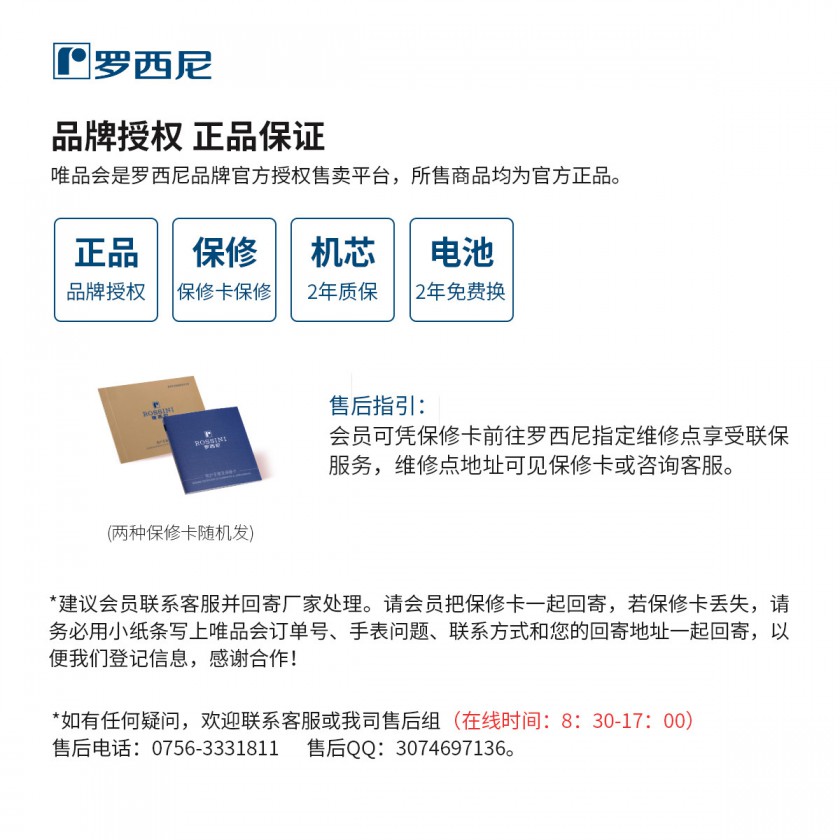 罗西尼
品牌授权 正品保证
唯品会是罗西尼品牌官方授权售卖平台，所售商品均为官方正品。
正品
品牌授权
保修
保修卡保修
机芯
2年质保
电池
2年免费换
ROSSINI
罗西尼
ROSSINI
罗西尼
(两种保修卡随机发)
售后指引：
会员可凭保修卡前往罗西尼指定维修点享受联保
服务，维修点地址可见保修卡或咨询客服。
*建议会员联系客服并回寄厂家处理。请会员把保修卡一起回寄，若保修卡丢失，请
务必用小纸条写上唯品会订单号、手表问题、联系方式和您的回寄地址一起回寄，以
便我们登记信息，感谢合作！
*如有任何疑问，欢迎联系客服或我司售后组（在线时间：8：30-17：00）
售后电话：0756-3331811 售后QQ：3074697136。